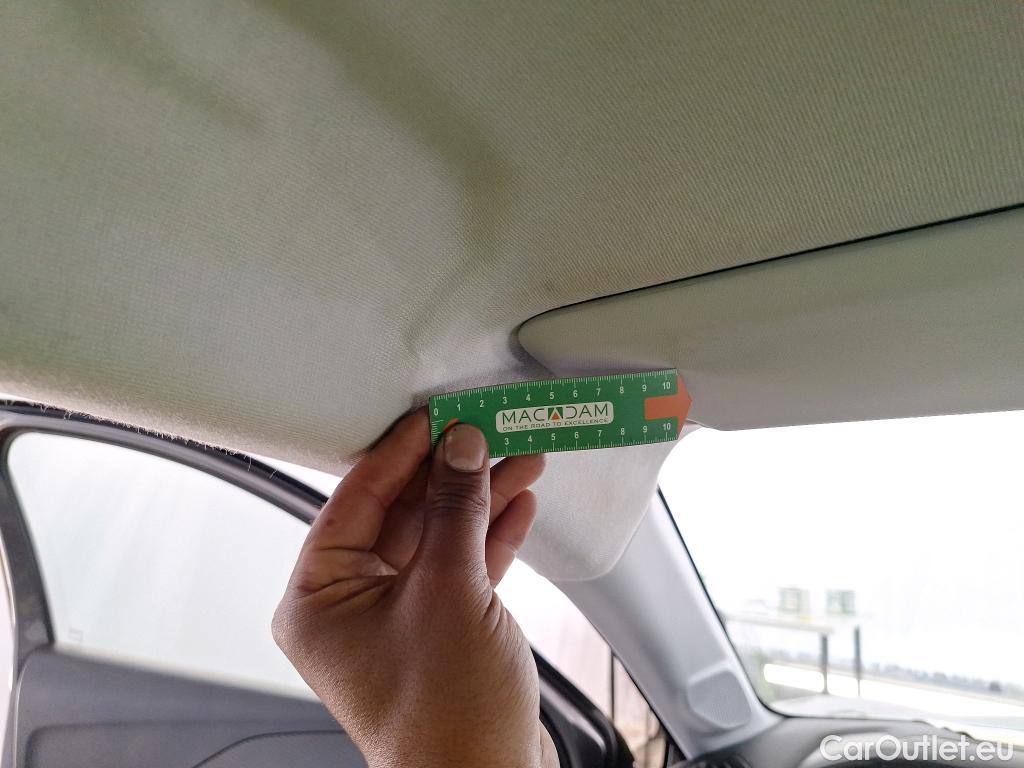 0 1 2 3 4 5 6 7 8 9 10
MACADAM
ON THE ROAD TO EXCELLENCE
3 4 5 6 7 8 9 10
CarOutlet.eu